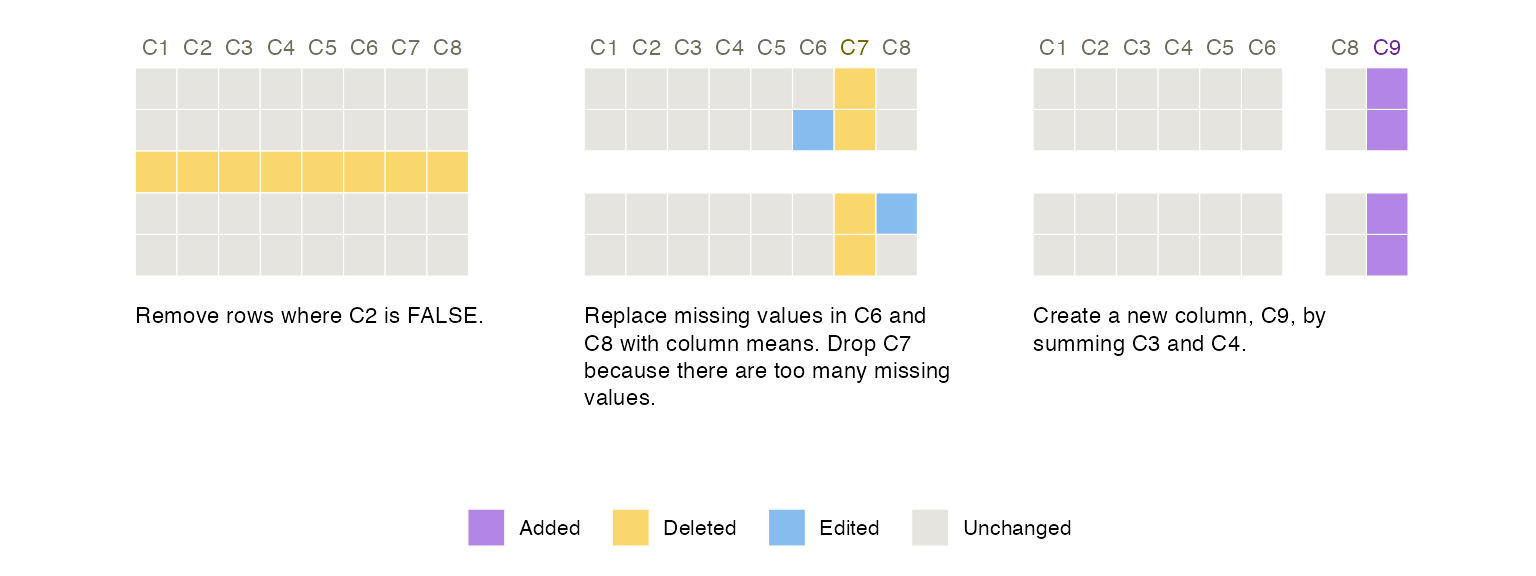 C1 C2 C3 C4 C5 C6 C7 C8
Remove rows where C2 is FALSE.
C1 C2 C3 C4 C5 C6 C7 C8
Replace missing values in C6 and
C8 with column means. Drop C7
because there are too many missing
values.
C1 C2 C3 C4 C5 C6 C8 C9
Create a new column, C9, by
summing C3 and C4.
Added Deleted Edited Unchanged